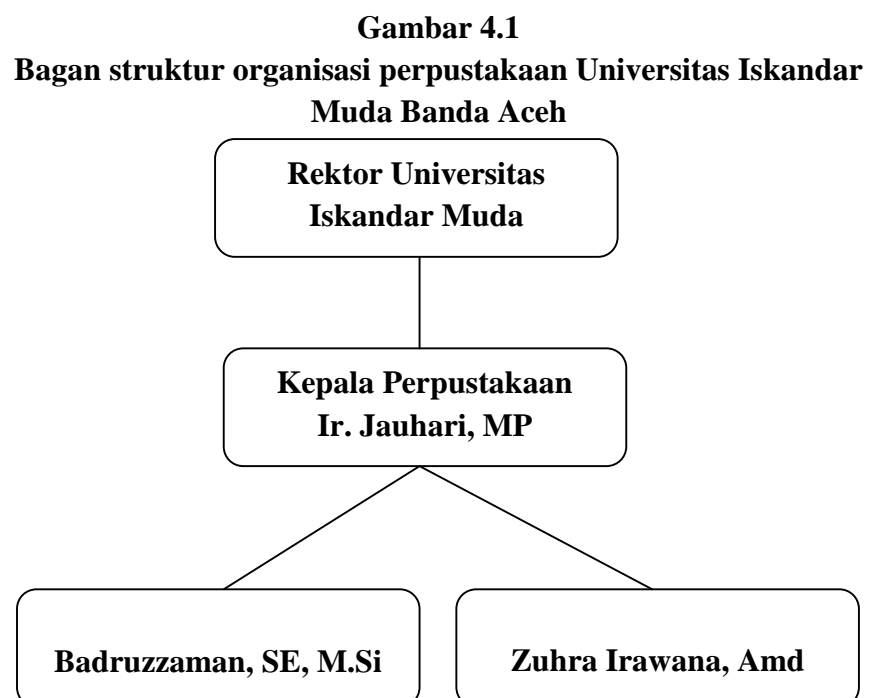 Gambar 4.1
Bagan struktur organisasi perpustakaan Universitas Iskandar
Muda Banda Aceh
Rektor Universitas
Iskandar Muda
Kepala Perpustakaan
Ir. Jauhari, MP
Badruzzaman, SE, M.Si
Zuhra Irawana, Amd